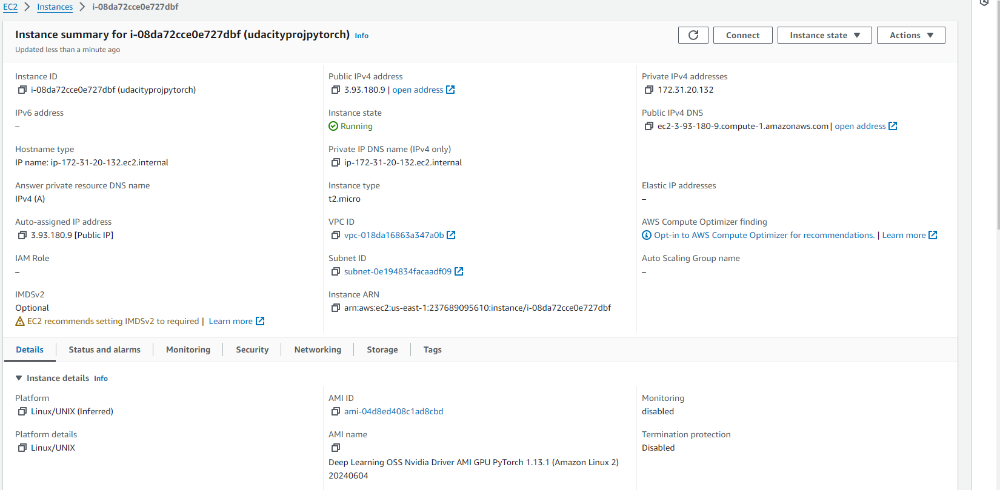 EC2 > Instances > i-08da72cce0e727dbf
Instance summary for i-08da72cce0e727dbf (udacityprojpytorch) Info
Updated less than a minute ago
Connect
Instance state
Actions
Instance ID
i-08da72cce0e727dbf (udacityprojpytorch)
Public IPv4 address
3.93.180.9 | open address
Private IPv4 addresses
172.31.20.132
IPv6 address
–
Instance state
Running
Public IPv4 DNS
ec2-3-93-180-9.compute-1.amazonaws.com | open address
Hostname type
IP name: ip-172-31-20-132.ec2.internal
Private IP DNS name (IPv4 only)
ip-172-31-20-132.ec2.internal
Answer private resource DNS name
IPv4 (A)
Instance type
t2.micro
Elastic IP addresses
–
Auto-assigned IP address
3.93.180.9 [Public IP]
VPC ID
vpc-018da16863a347a0b
AWS Compute Optimizer finding
Opt-in to AWS Compute Optimizer for recommendations. | Learn more
IAM Role
–
Subnet ID
subnet-0e194834facaadf09
Auto Scaling Group name
–
IMDSv2
Optional
EC2 recommends setting IMDSv2 to required | Learn more
Instance ARN
arn:aws:ec2:us-east-1:237689095610:instance/i-08da72cce0e727dbf
Details
Status and alarms
Monitoring
Security
Networking
Storage
Tags
Instance details Info
Platform
Linux/UNIX (Inferred)
AMI ID
ami-04d8ed408c1ad8cbd
Monitoring
disabled
Platform details
Linux/UNIX
AMI name
Deep Learning OSS Nvidia Driver AMI GPU PyTorch 1.13.1 (Amazon Linux 2)
20240604
Termination protection
Disabled